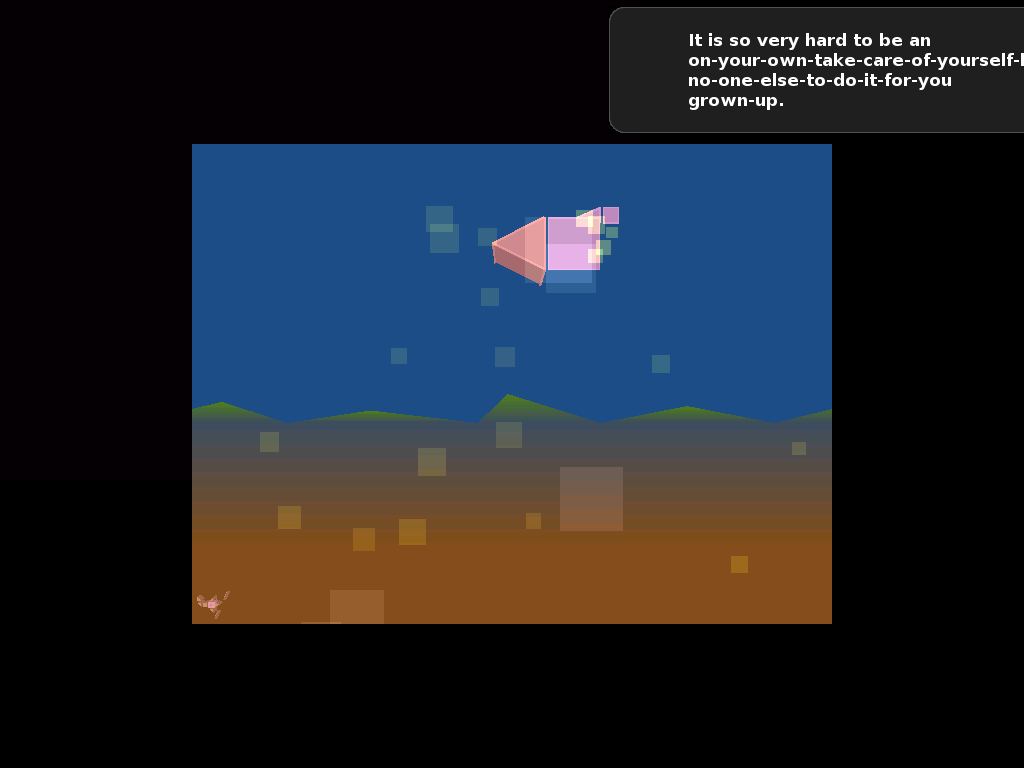 It is so very hard to be an
on-your-own-take-care-of-yourself-
no-one-else-to-do-it-for-you
grown-up.